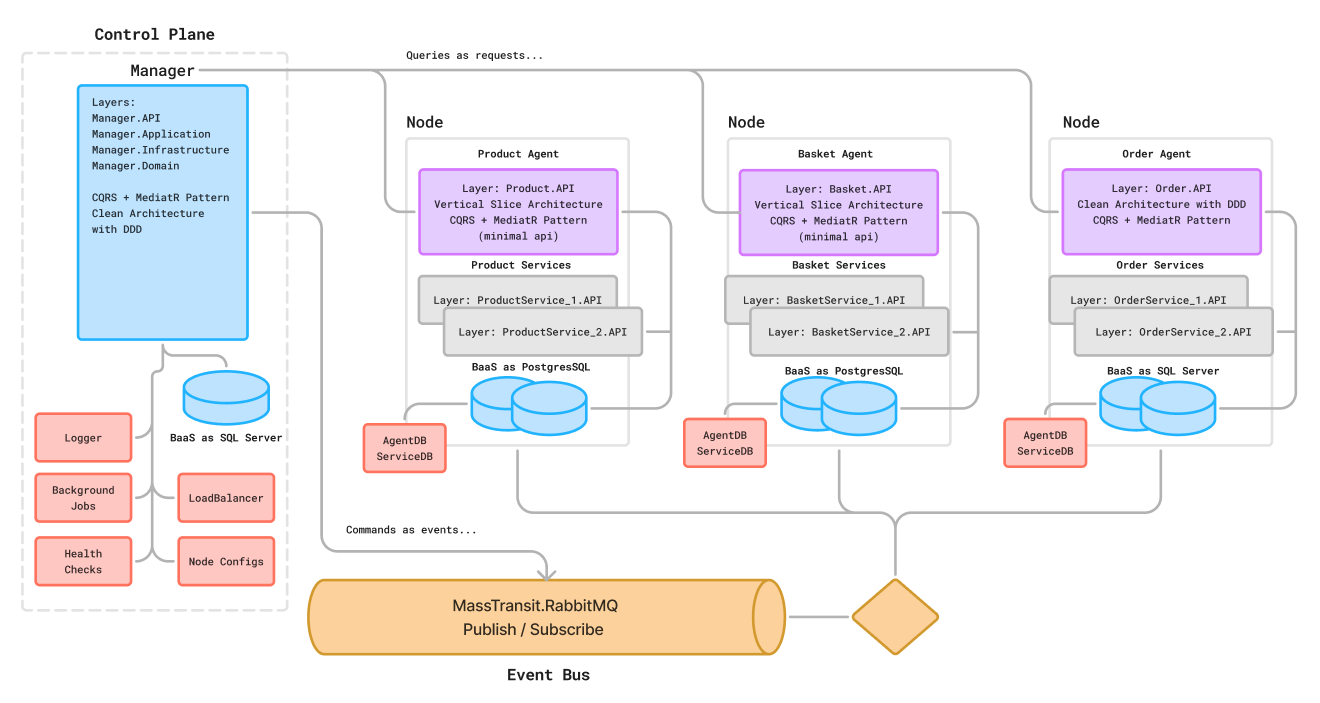 Control Plane
Manager
Layers:
Manager.API
Manager.Application
Manager.Infrastructure
Manager.Domain
CQRS + MediatR Pattern
Clean Architecture
with DDD
BaaS as SQL Server
Logger
Background
Jobs
LoadBalancer
Health
Checks
Node Configs
Queries as requests...
Node
Product Agent
Layer: Product.API
Vertical Slice Architecture
CQRS + MediatR Pattern
(minimal api)
Product Services
Layer: ProductService_1.API
Layer: ProductService_2.API
BaaS as PostgresSQL
AgentDB
ServiceDB
Node
Basket Agent
Layer: Basket.API
Vertical Slice Architecture
CQRS + MediatR Pattern
(minimal api)
Basket Services
Layer: BasketService_1.API
Layer: BasketService_2.API
BaaS as PostgresSQL
AgentDB
ServiceDB
Node
Order Agent
Layer: Order.API
Clean Architecture with DDD
CQRS + MediatR Pattern
Order Services
Layer: OrderService_1.API
Layer: OrderService_2.API
BaaS as SQL Server
AgentDB
ServiceDB
Commands as events...
MassTransit.RabbitMQ
Publish / Subscribe
Event Bus